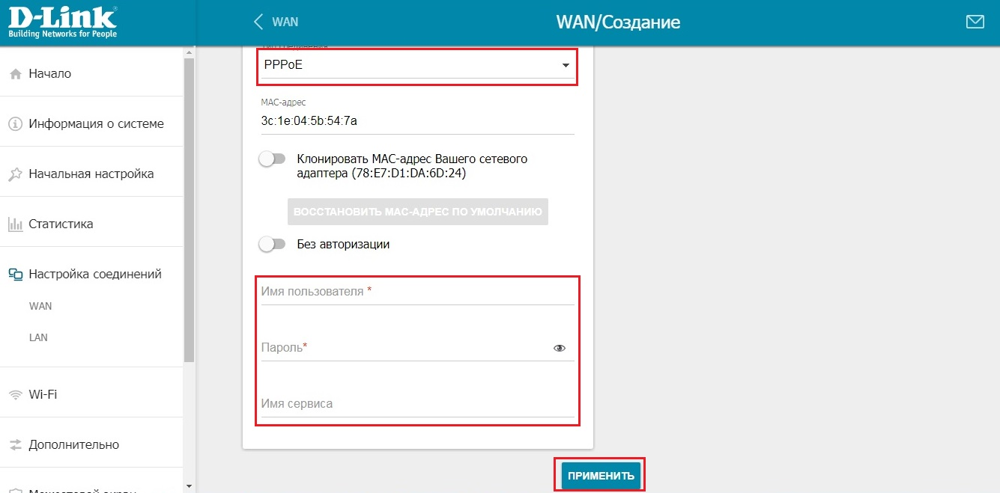 D-Link
Building Networks for People
WAN
WAN/Создание
Начало
Информация о системе
Начальная настройка
Статистика
Настройка соединений
WAN
LAN
Wi-Fi
Дополнительно
Тип соединения
PPPoE
MAC-адрес
3c:1e:04:5b:54:7a
Клонировать MAC-адрес Вашего сетевого
адаптера (78:E7:D1:DA:6D:24)
ВОССТАНОВИТЬ MAC-АДРЕС ПО УМОЛЧАНИЮ
Без авторизации
Имя пользователя *
Пароль*
Имя сервиса
ПРИМЕНИТЬ